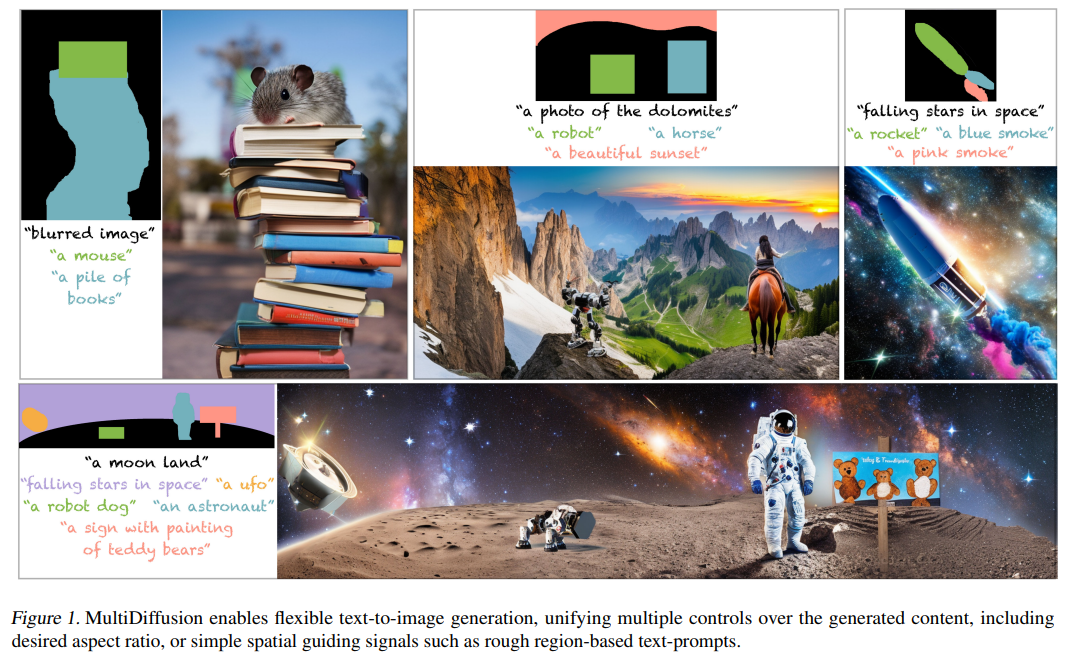 “blurred image”
“a mouse”
“a pile of
books”
“a photo of the dolomites”
“a robot”
“a horse”
“a beautiful sunset”
“falling stars in space”
“a rocket” “a blue smoke”
“a pink smoke”
“a moon land”
“falling stars in space” “a ufo”
“a robot dog” “an astronaut”
“a sign with painting
of teddy bears”
Figure 1. MultiDiffusion enables flexible text-to-image generation, unifying multiple controls over the generated content, including
desired aspect ratio, or simple spatial guiding signals such as rough region-based text-prompts.